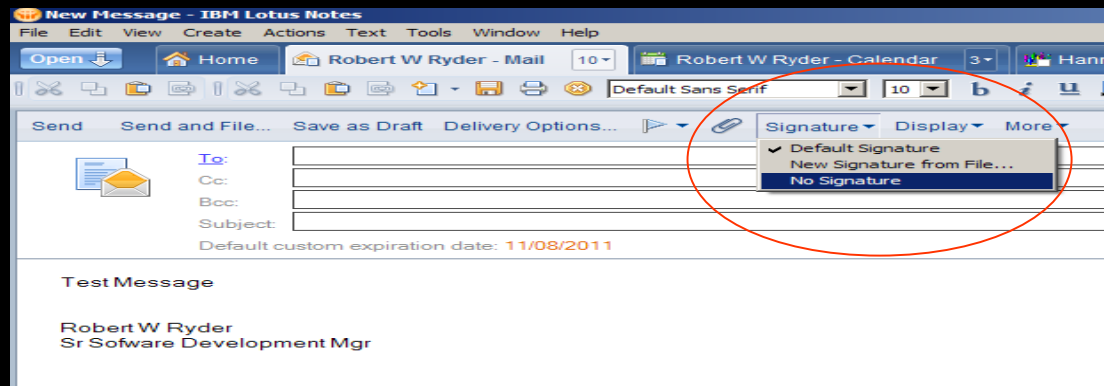 New Message - IBM Lotus Notes
File Edit View Create Actions Text Tools Window Help
Open Home Robert W Ryder - Mail 10 Robert W Ryder - Calendar 3 Hann
Default Sans Serif 10 b i u
Send Send and File... Save as Draft Delivery Options... Signature Display More
Default Signature
New Signature from File...
No Signature
To:
Cc:
Bcc:
Subject:
Default custom expiration date: 11/08/2011
Test Message
Robert W Ryder
Sr Sofware Development Mgr